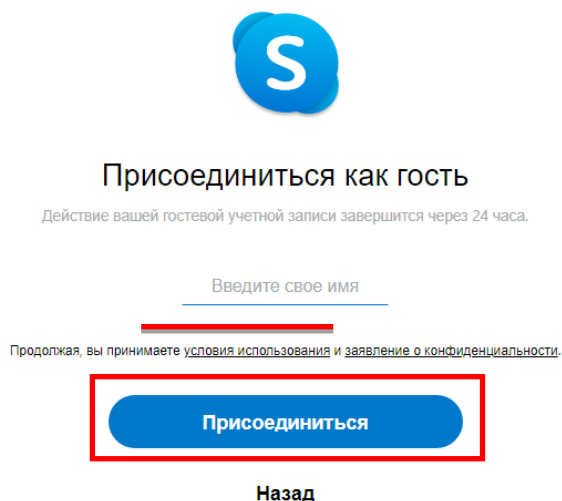 S
Присоединиться как гость
Действие вашей гостевой учетной записи завершится через 24 часа.
Введите свое имя
Продолжая, вы принимаете условия использования и заявление о конфиденциальности.
Присоединиться
Назад